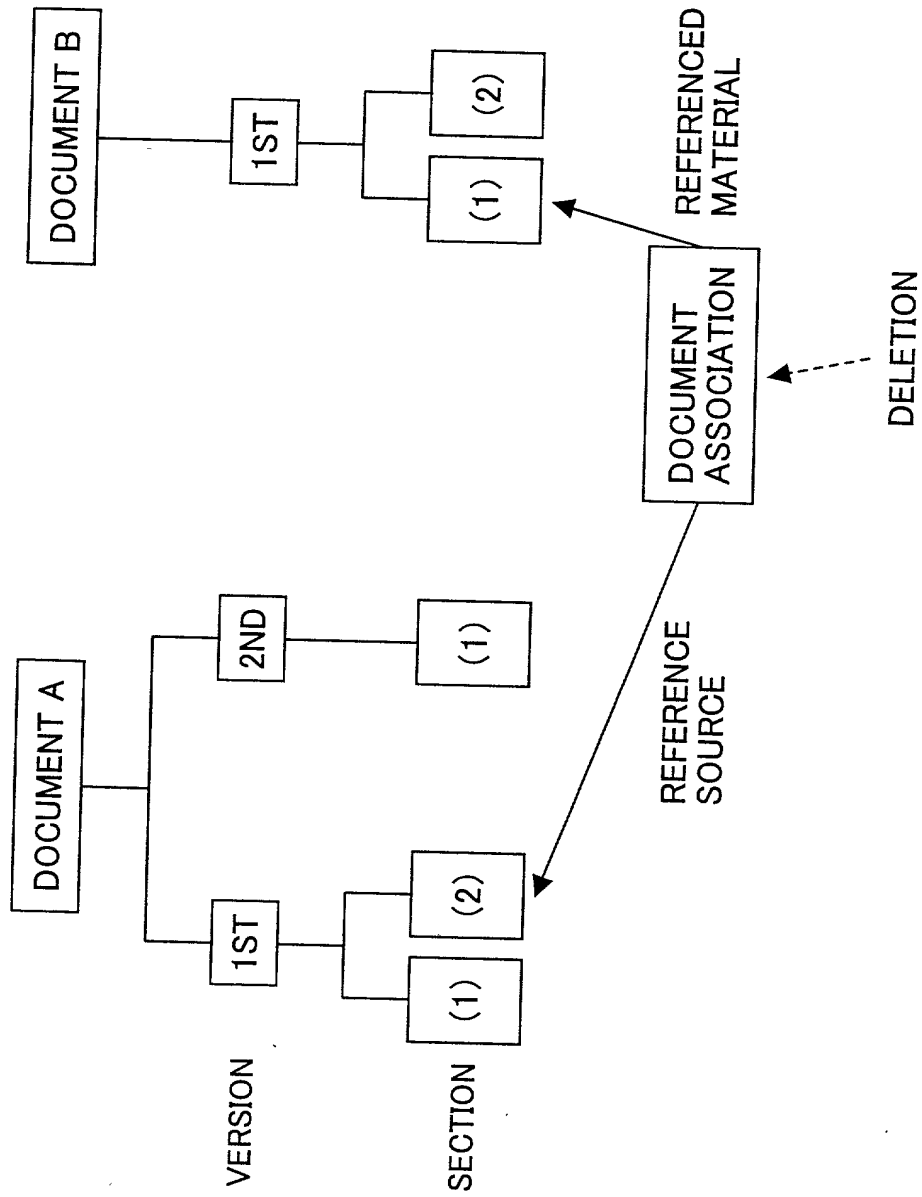 DOCUMENT A
DOCUMENT B
VERSION
1ST
2ND
1ST
SECTION
(1)
(2)
(1)
(1)
(2)
REFERENCE
SOURCE
DOCUMENT
ASSOCIATION
REFERENCED
MATERIAL
DELETION